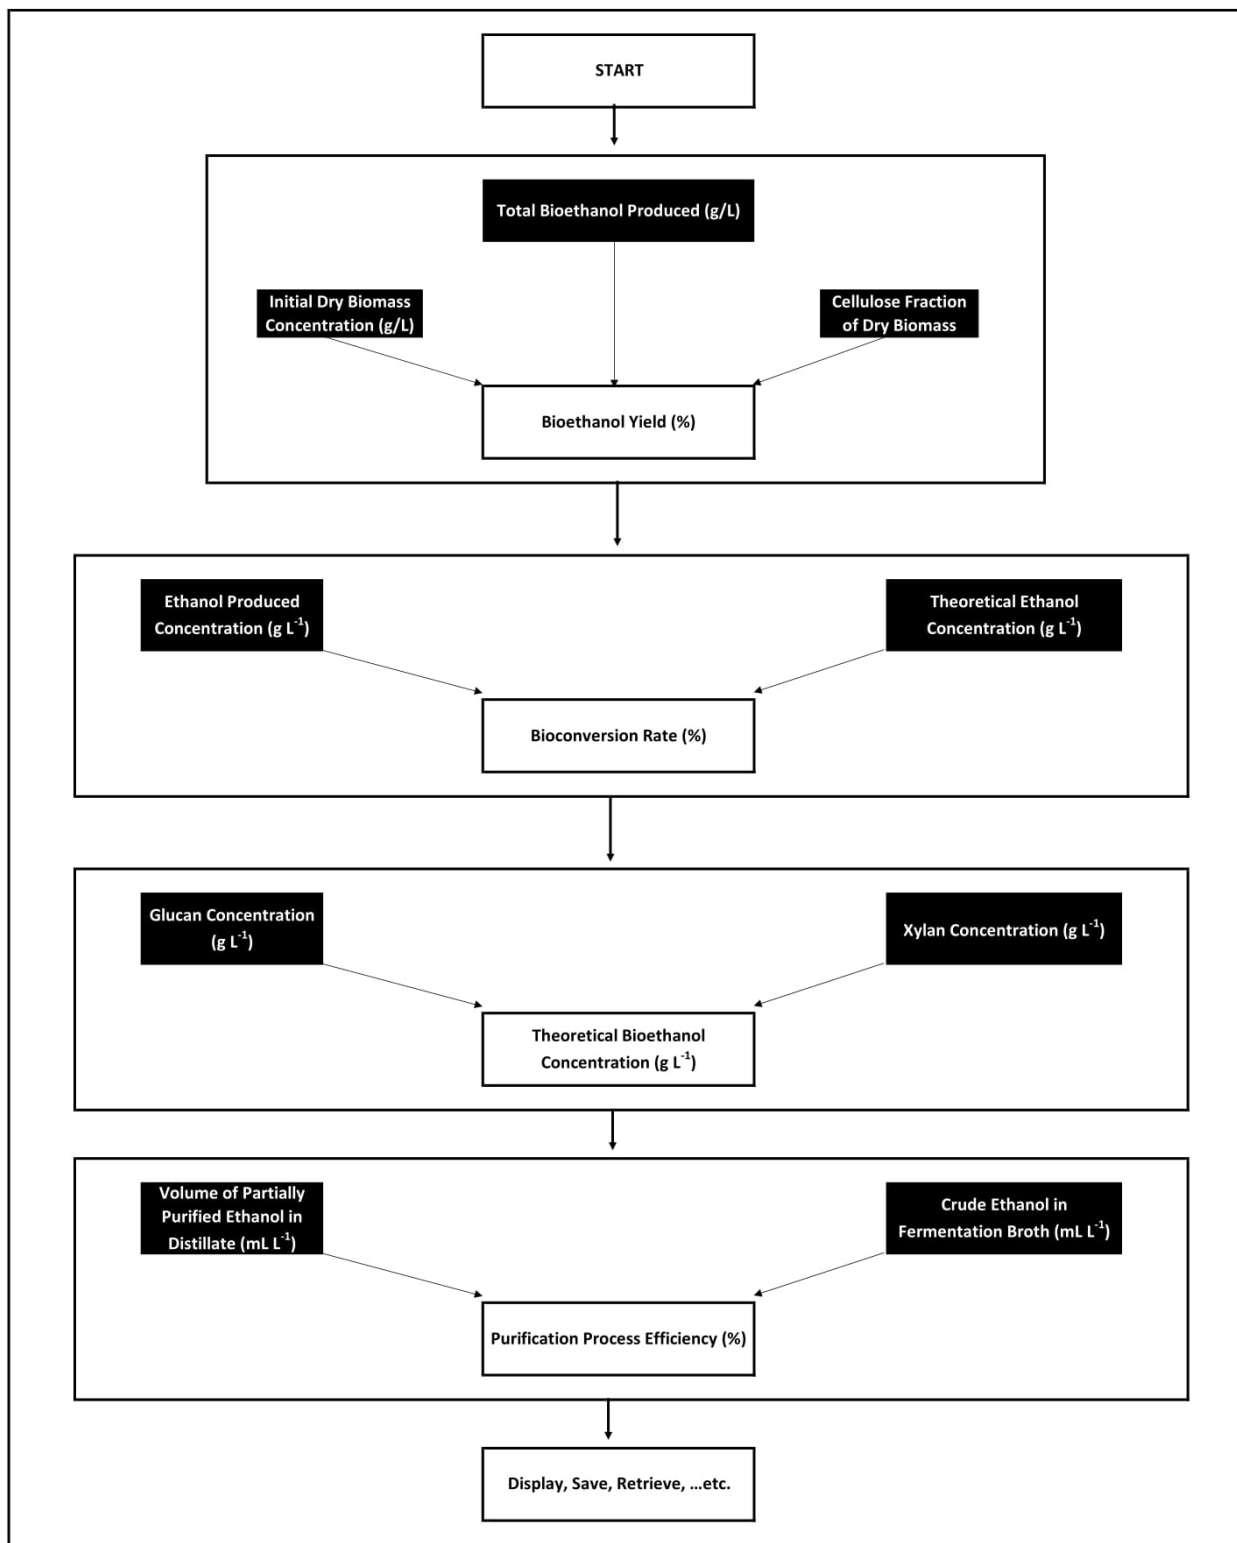 START
Total Bioethanol Produced (g/L)
Initial Dry Biomass
Concentration (g/L)
Cellulose Fraction
of Dry Biomass
Bioethanol Yield (%)
Ethanol Produced
Concentration (g L⁻¹)
Theoretical Ethanol
Concentration (g L⁻¹)
Bioconversion Rate (%)
Glucan Concentration
(g L⁻¹)
Xylan Concentration (g L⁻¹)
Theoretical Bioethanol
Concentration (g L⁻¹)
Volume of Partially
Purified Ethanol in
Distillate (mL L⁻¹)
Crude Ethanol in
Fermentation Broth (mL L⁻¹)
Purification Process Efficiency (%)
Display, Save, Retrieve, ...etc.